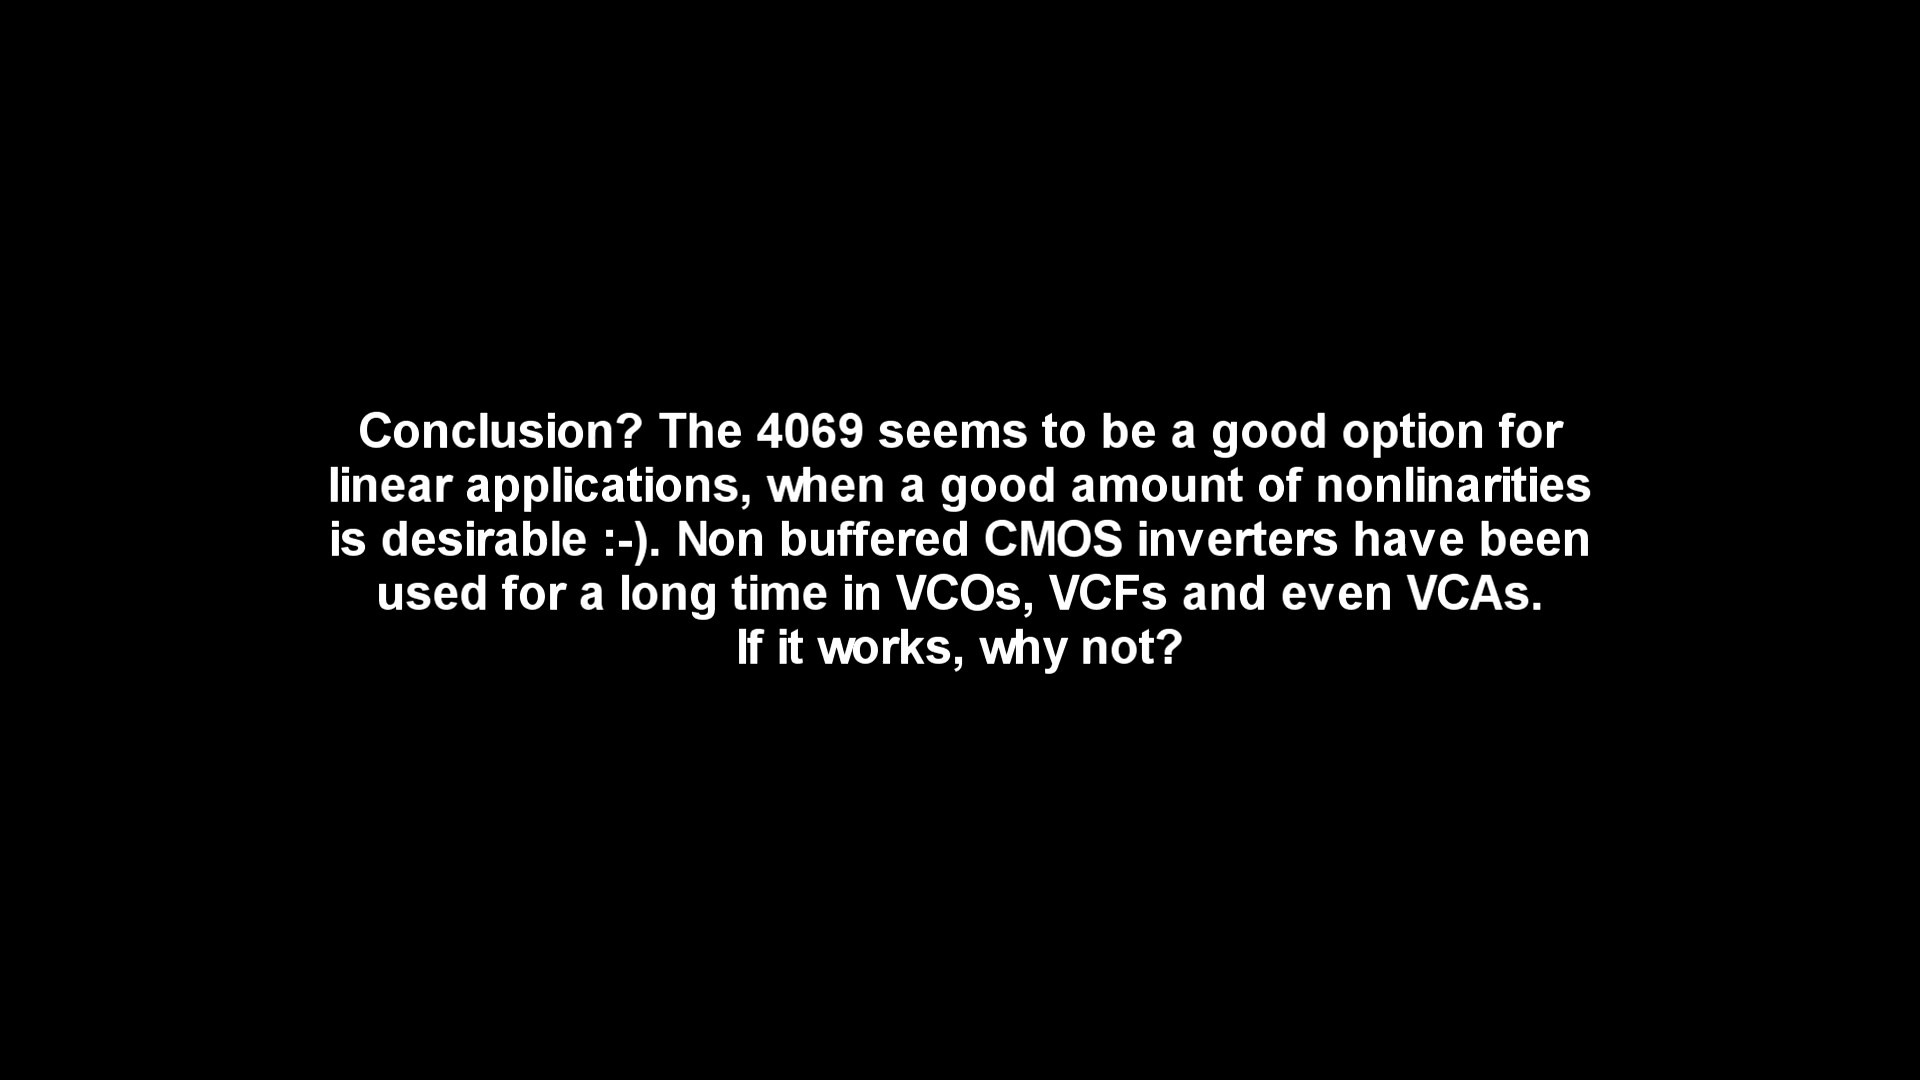 Conclusion? The 4069 seems to be a good option for
linear applications, when a good amount of nonlinarities
is desirable :-). Non buffered CMOS inverters have been
used for a long time in VCOs, VCFs and even VCAs.
If it works, why not?